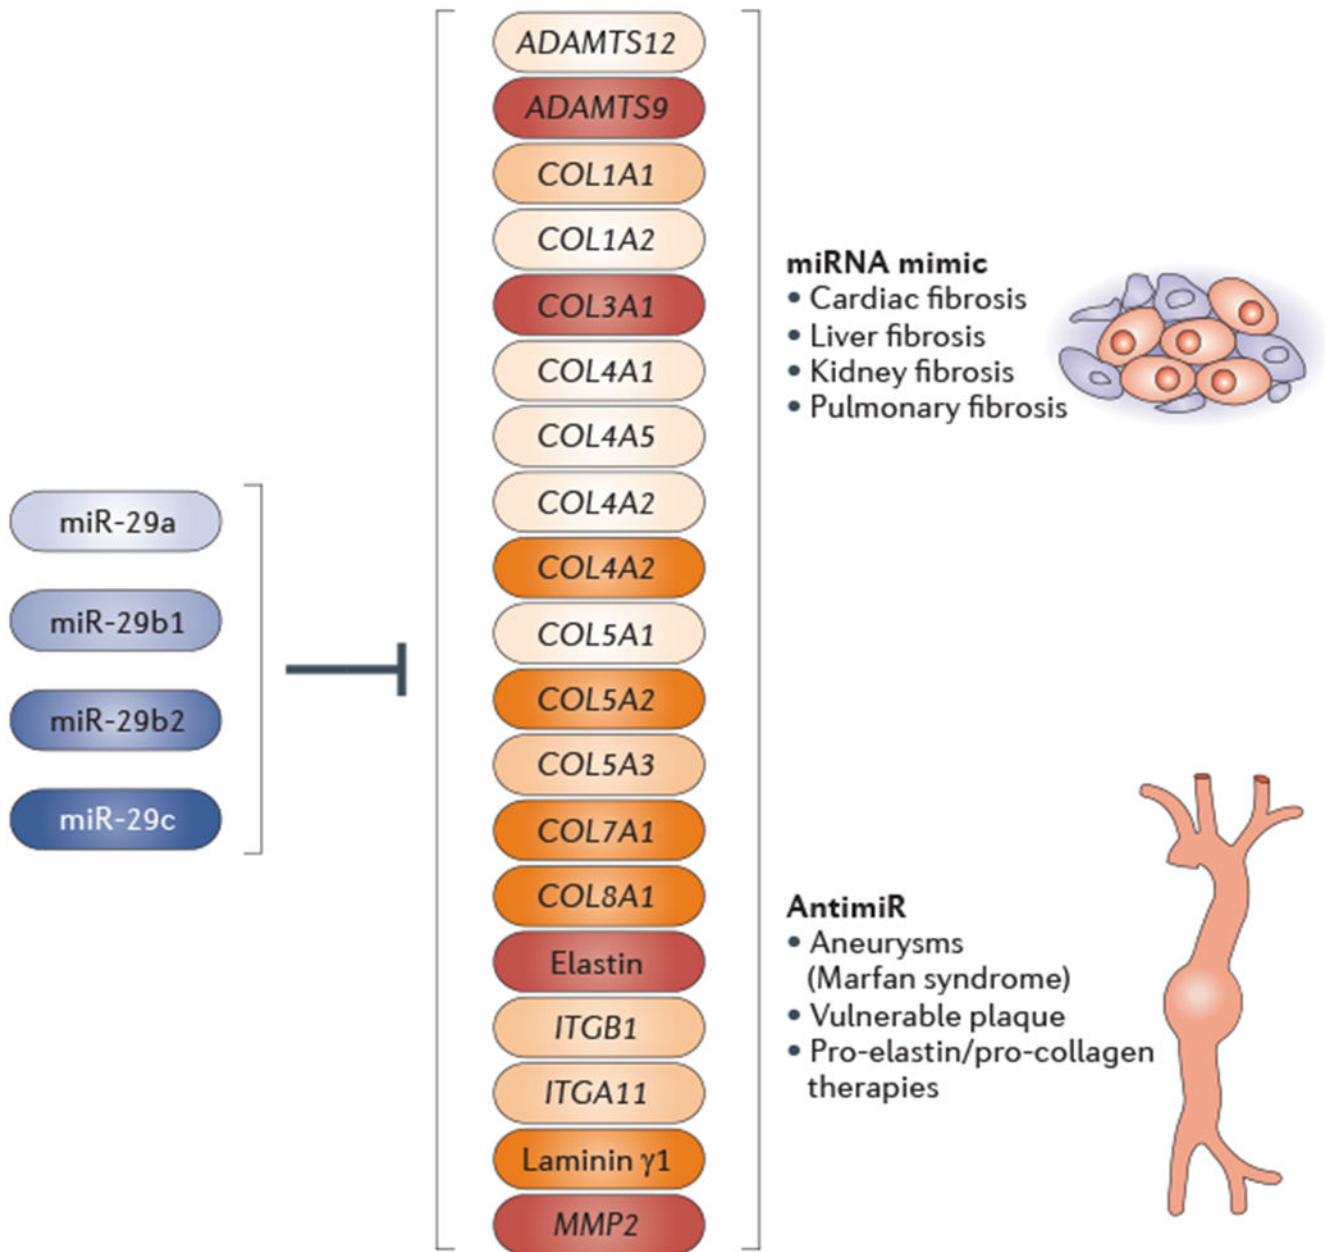 miR-29a
miR-29b1
miR-29b2
miR-29c
ADAMTS12
ADAMTS9
COL1A1
COL1A2
COL3A1
COL4A1
COL4A5
COL4A2
COL4A2
COL5A1
COL5A2
COL5A3
COL7A1
COL8A1
Elastin
ITGB1
ITGA11
Laminin γ1
MMP2
miRNA mimic
• Cardiac fibrosis
• Liver fibrosis
• Kidney fibrosis
• Pulmonary fibrosis
AntimiR
• Aneurysms
(Marfan syndrome)
• Vulnerable plaque
• Pro-elastin/pro-collagen
therapies